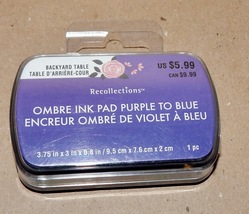 BACKYARD TABLE
TABLE D'ARRIÈRE-COUR
US $5.99
CAN $9.99
Recollections™
OMBRE INK PAD PURPLE TO BLUE
ENCREUR OMBRÉ DE VIOLET À BLEU
3.75 in x 3 in x 0.8 in / 9.5 cm x 7.6 cm x 2 cm
1 pc